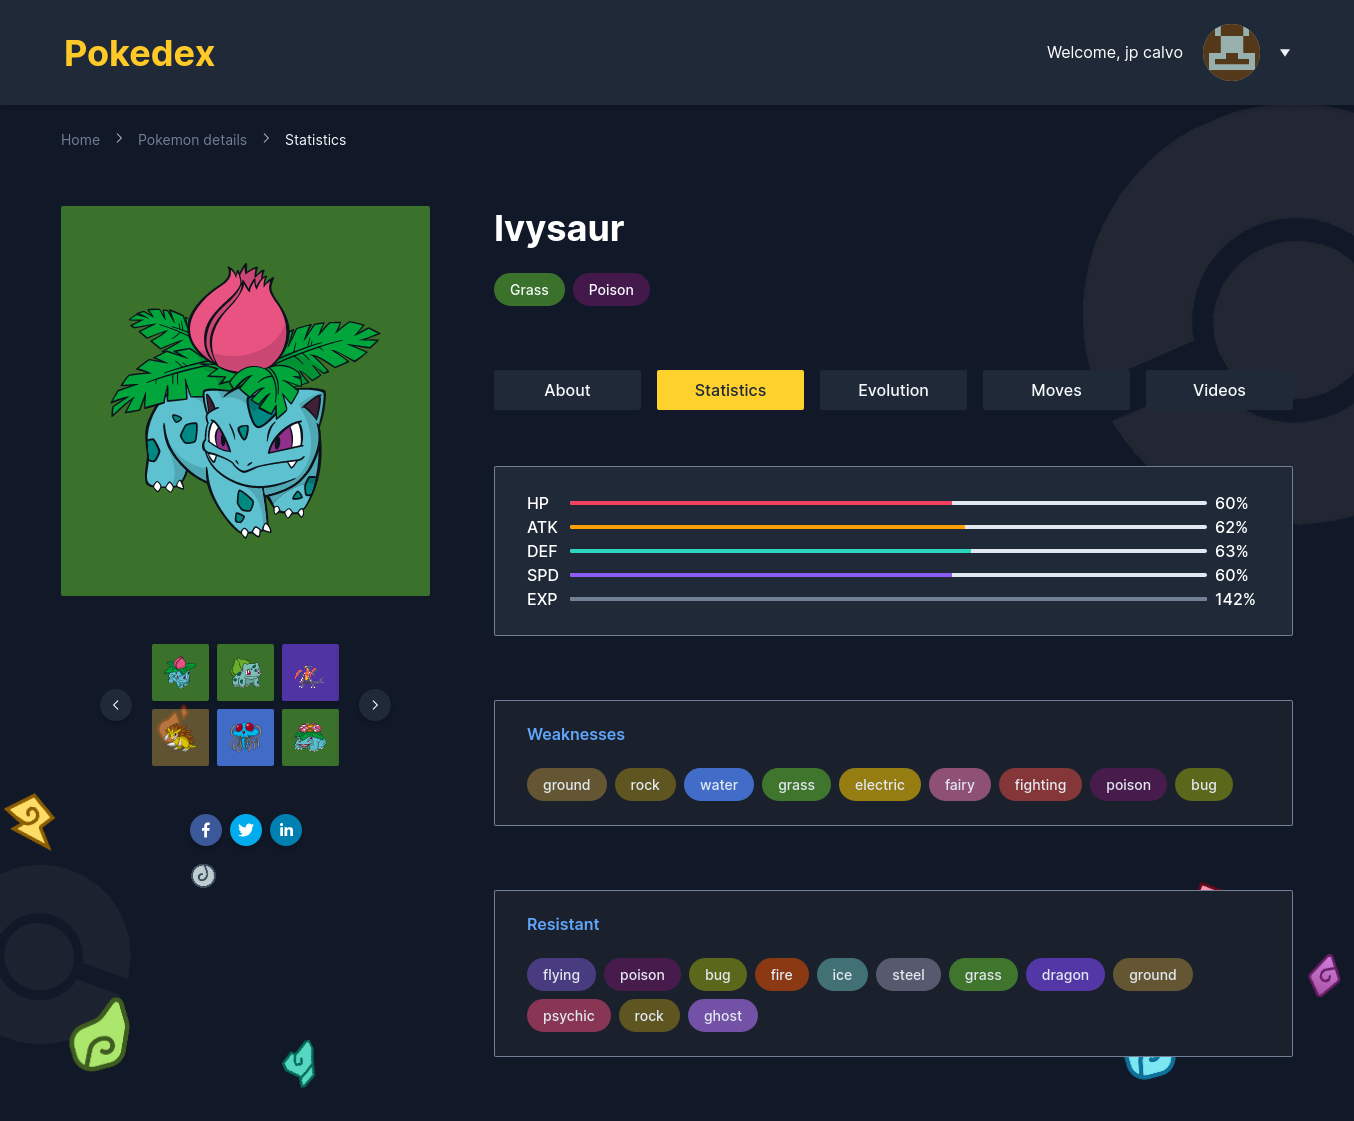 Pokedex
Welcome, jp calvo
Home Pokemon details Statistics
Ivysaur
Grass Poison
About Statistics Evolution Moves Videos
HP 60%
ATK 62%
DEF 63%
SPD 60%
EXP 142%
Weaknesses
ground rock water grass electric fairy fighting poison bug
Resistant
flying poison bug fire ice steel grass dragon ground
psychic rock ghost